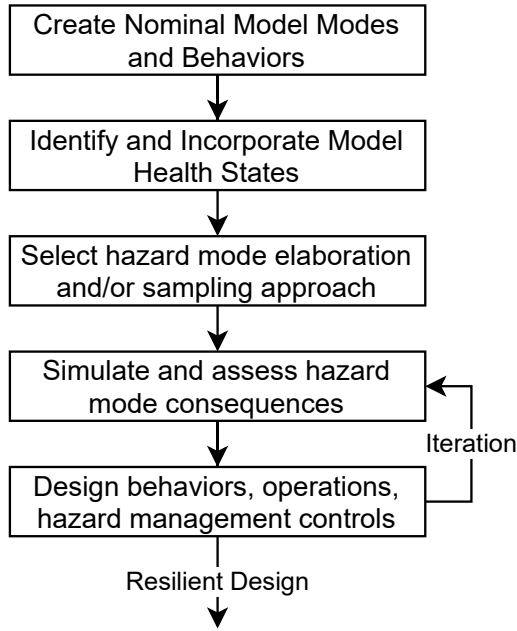 Create Nominal Model Modes
and Behaviors
Identify and Incorporate Model
Health States
Select hazard mode elaboration
and/or sampling approach
Simulate and assess hazard
mode consequences
Iteration
Design behaviors, operations,
hazard management controls
Resilient Design